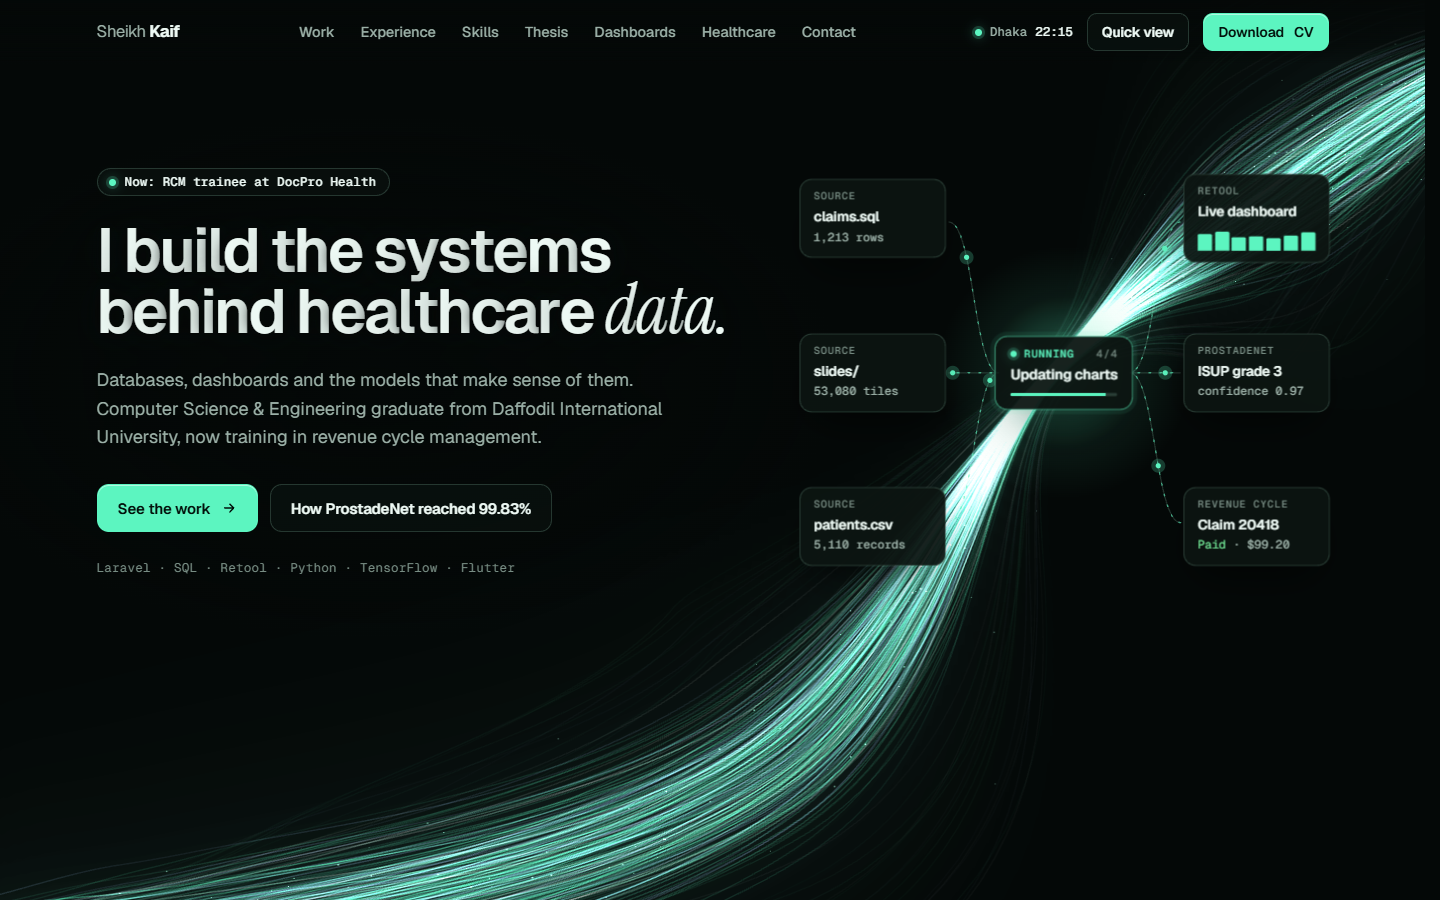 Sheikh Kaif
Work Experience Skills Thesis Dashboards Healthcare Contact
Dhaka 22:15
Quick view
Download CV
Now: RCM trainee at DocPro Health
I build the systems
behind healthcare data.
Databases, dashboards and the models that make sense of them.
Computer Science & Engineering graduate from Daffodil International
University, now training in revenue cycle management.
See the work →
How ProstadeNet reached 99.83%
Laravel · SQL · Retool · Python · TensorFlow · Flutter
SOURCE
claims.sql
1,213 rows
SOURCE
slides/
53,080 tiles
SOURCE
patients.csv
5,110 records
RUNNING 4/4
Updating charts
RETOOL
Live dashboard
PROSTADENET
ISUP grade 3
confidence 0.97
REVENUE CYCLE
Claim 20418
Paid · $99.20